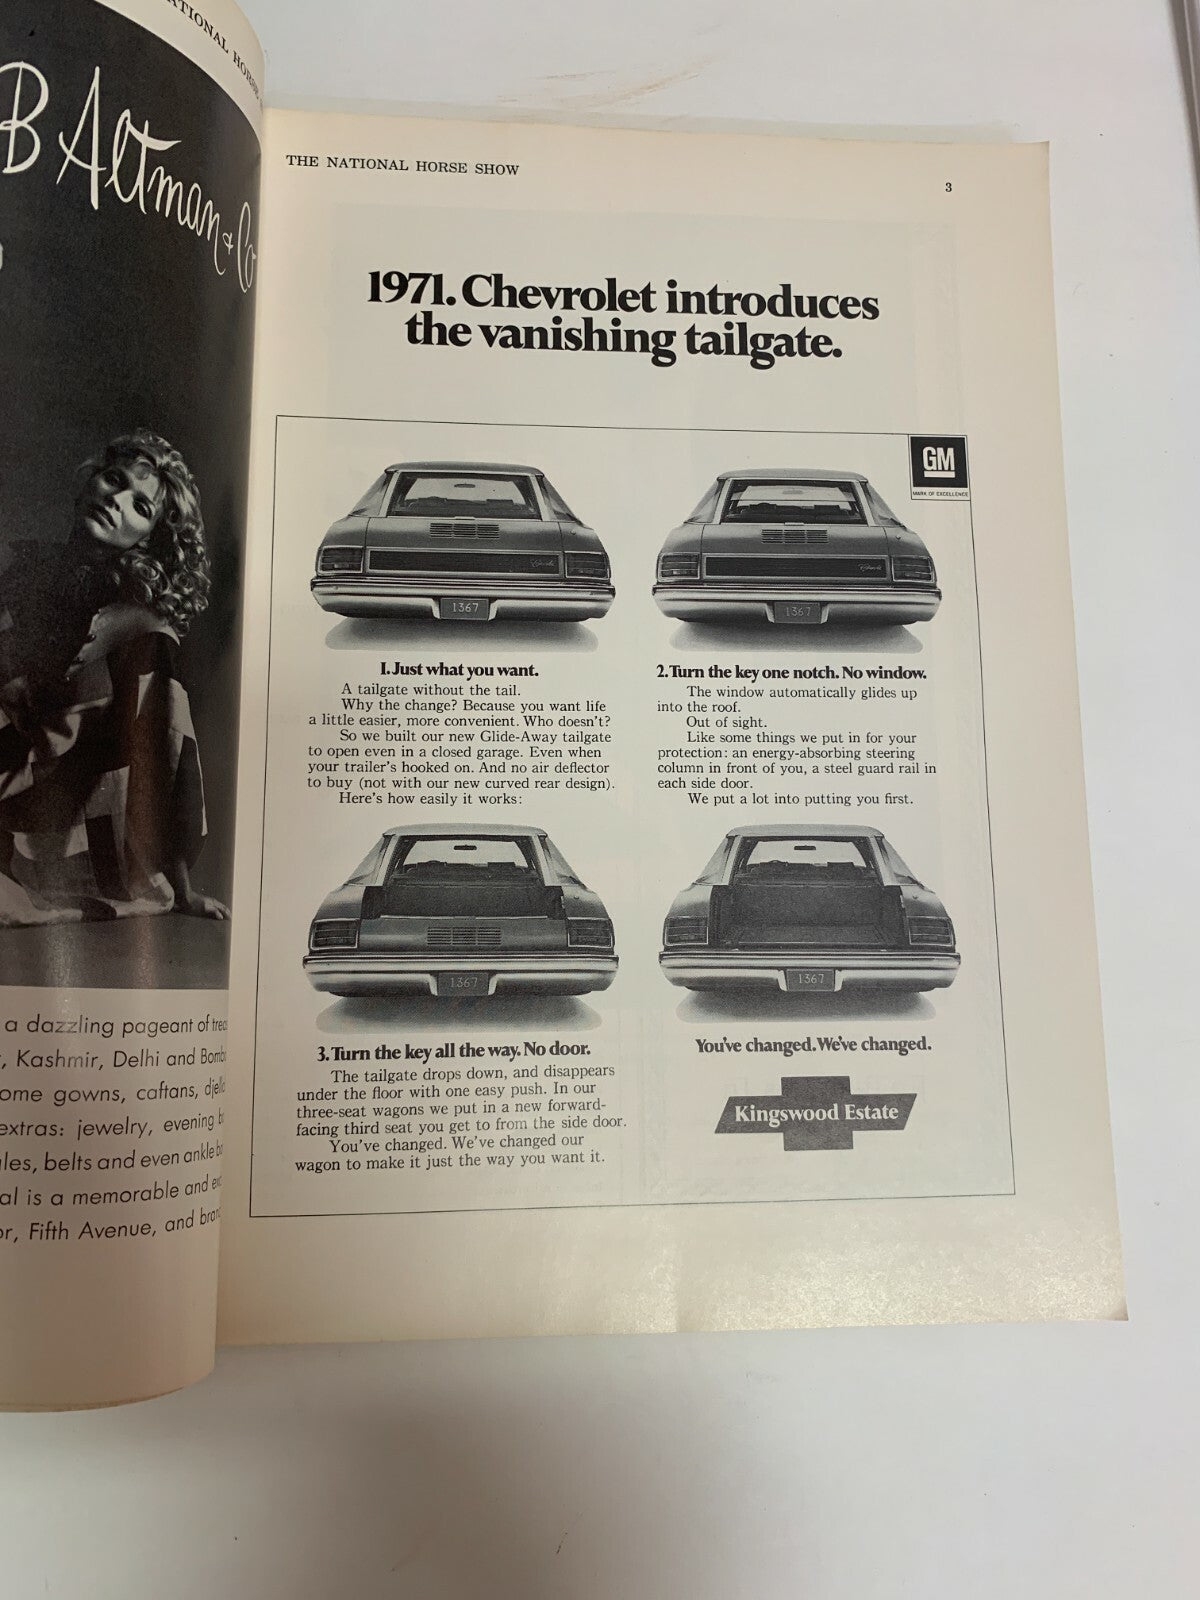 NATIONAL
B Altman & Co
a dazzling pageant of
Kashmir, Delhi and
gowns, caftans,
extras: jewelry, evening
belts and even ankle
is a memorable and
Fifth Avenue, and
THE NATIONAL HORSE SHOW
3
1971. Chevrolet introduces
the vanishing tailgate.
GM
MARK OF EXCELLENCE
Chevrolet
1367
Chevrolet
1367
1. Just what you want.
A tailgate without the tail.
Why the change? Because you want life
a little easier, more convenient. Who doesn't?
So we built our new Glide-Away tailgate
to open even in a closed garage. Even when
your trailer's hooked on. And no air deflector
to buy (not with our new curved rear design).
Here's how easily it works:
2. Turn the key one notch. No window.
The window automatically glides up
into the roof.
Out of sight.
Like some things we put in for your
protection: an energy-absorbing steering
column in front of you, a steel guard rail in
each side door.
We put a lot into putting you first.
1367
1367
3. Turn the key all the way. No door.
The tailgate drops down, and disappears
under the floor with one easy push. In our
three-seat wagons we put in a new forward-
facing third seat you get to from the side door.
You've changed. We've changed our
wagon to make it just the way you want it.
You've changed. We've changed.
Kingswood Estate